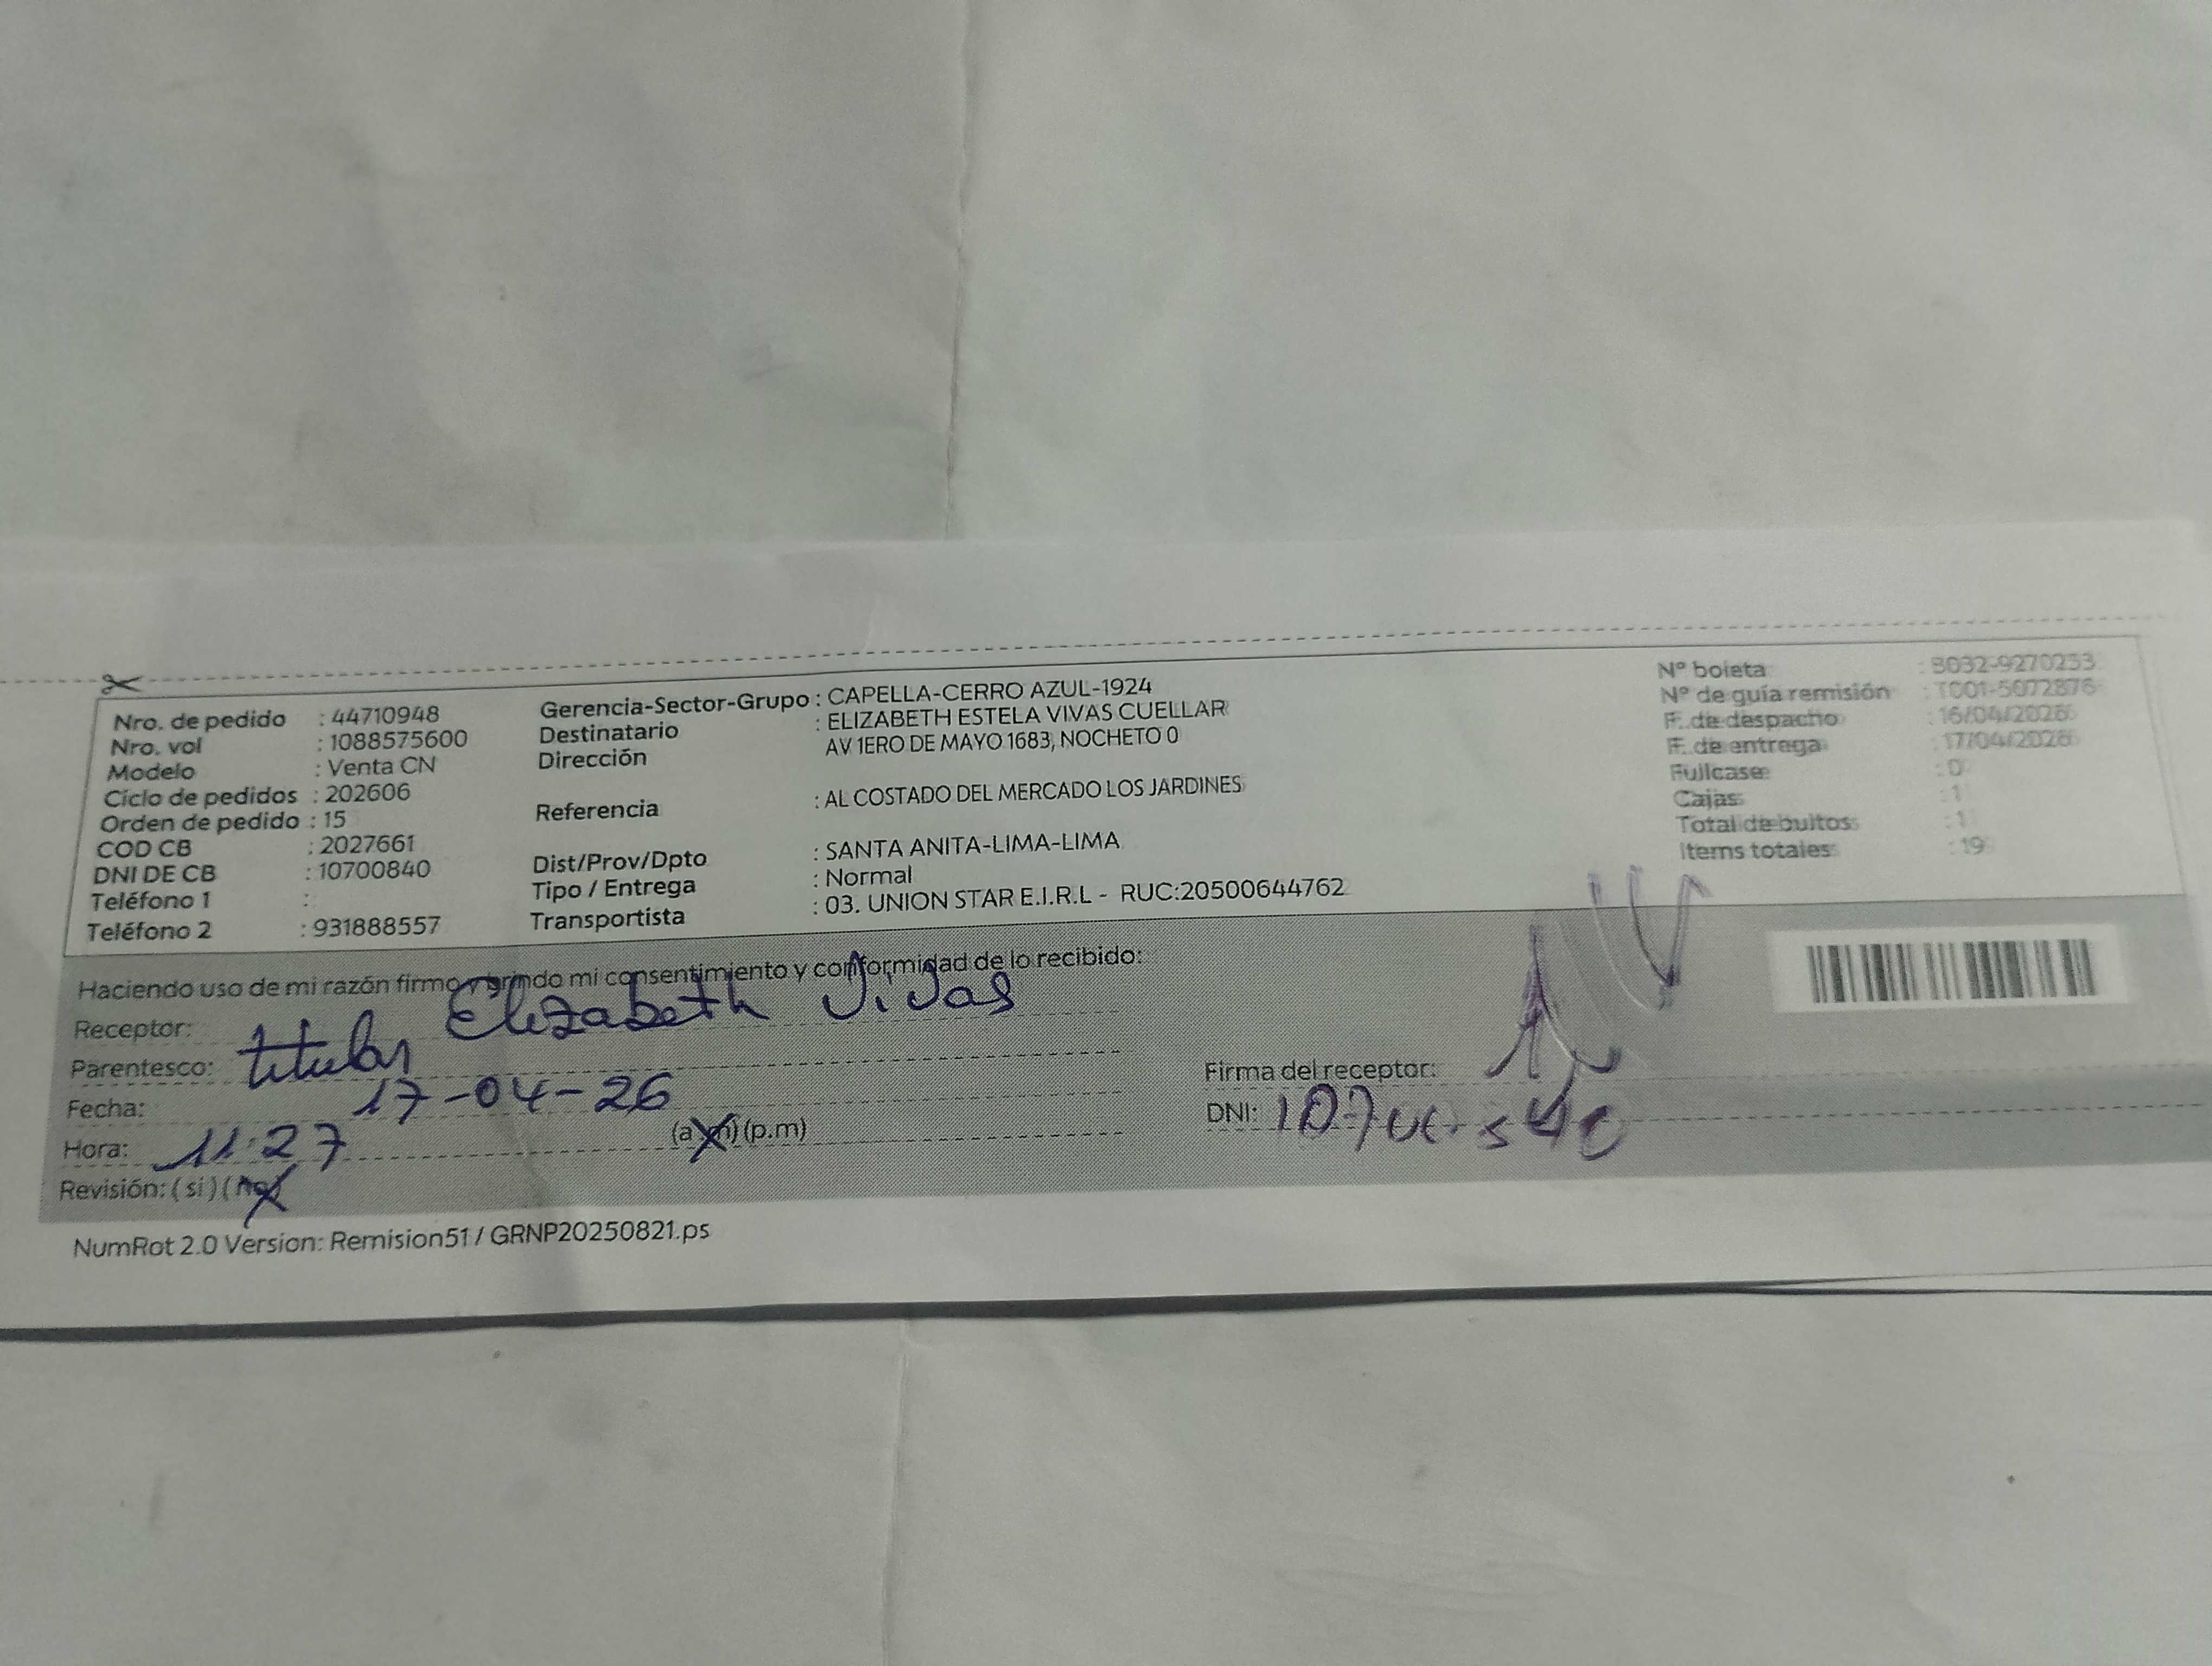 Nro. de pedido : 44710948
Nro. vol : 1088575600
Modelo : Venta CN
Ciclo de pedidos : 202606
Orden de pedido : 15
COD CB : 2027661
DNI DE CB : 10700840
Teléfono 1 :
Teléfono 2 : 931888557
Gerencia-Sector-Grupo : CAPELLA-CERRO AZUL-1924
Destinatario : ELIZABETH ESTELA VIVAS CUELLAR
Dirección AV 1ERO DE MAYO 1683, NOCHETO 0
Referencia : AL COSTADO DEL MERCADO LOS JARDINES
Dist/Prov/Dpto : SANTA ANITA-LIMA-LIMA
Tipo / Entrega : Normal
Transportista : 03. UNION STAR E.I.R.L - RUC:20500644762
N° boleta : B032-9270233
N° de guía remisión : T001-5072876
F. de despacho : 16/04/2026
F. de entrega : 17/04/2026
Fullcase : 0
Cajas : 1
Total de bultos : 1
Items totales : 19
Haciendo uso de mi razón firmo brindo mi consentimiento y conformidad de lo recibido:
Receptor: Elizabeth Vivas
Parentesco: titular
Fecha: 17-04-26
Hora: 11:27 (a.m) (p.m)
Revisión: (si) (no)
Firma del receptor:
DNI:
NumRot 2.0 Version: Remision51 / GRNP20250821.ps